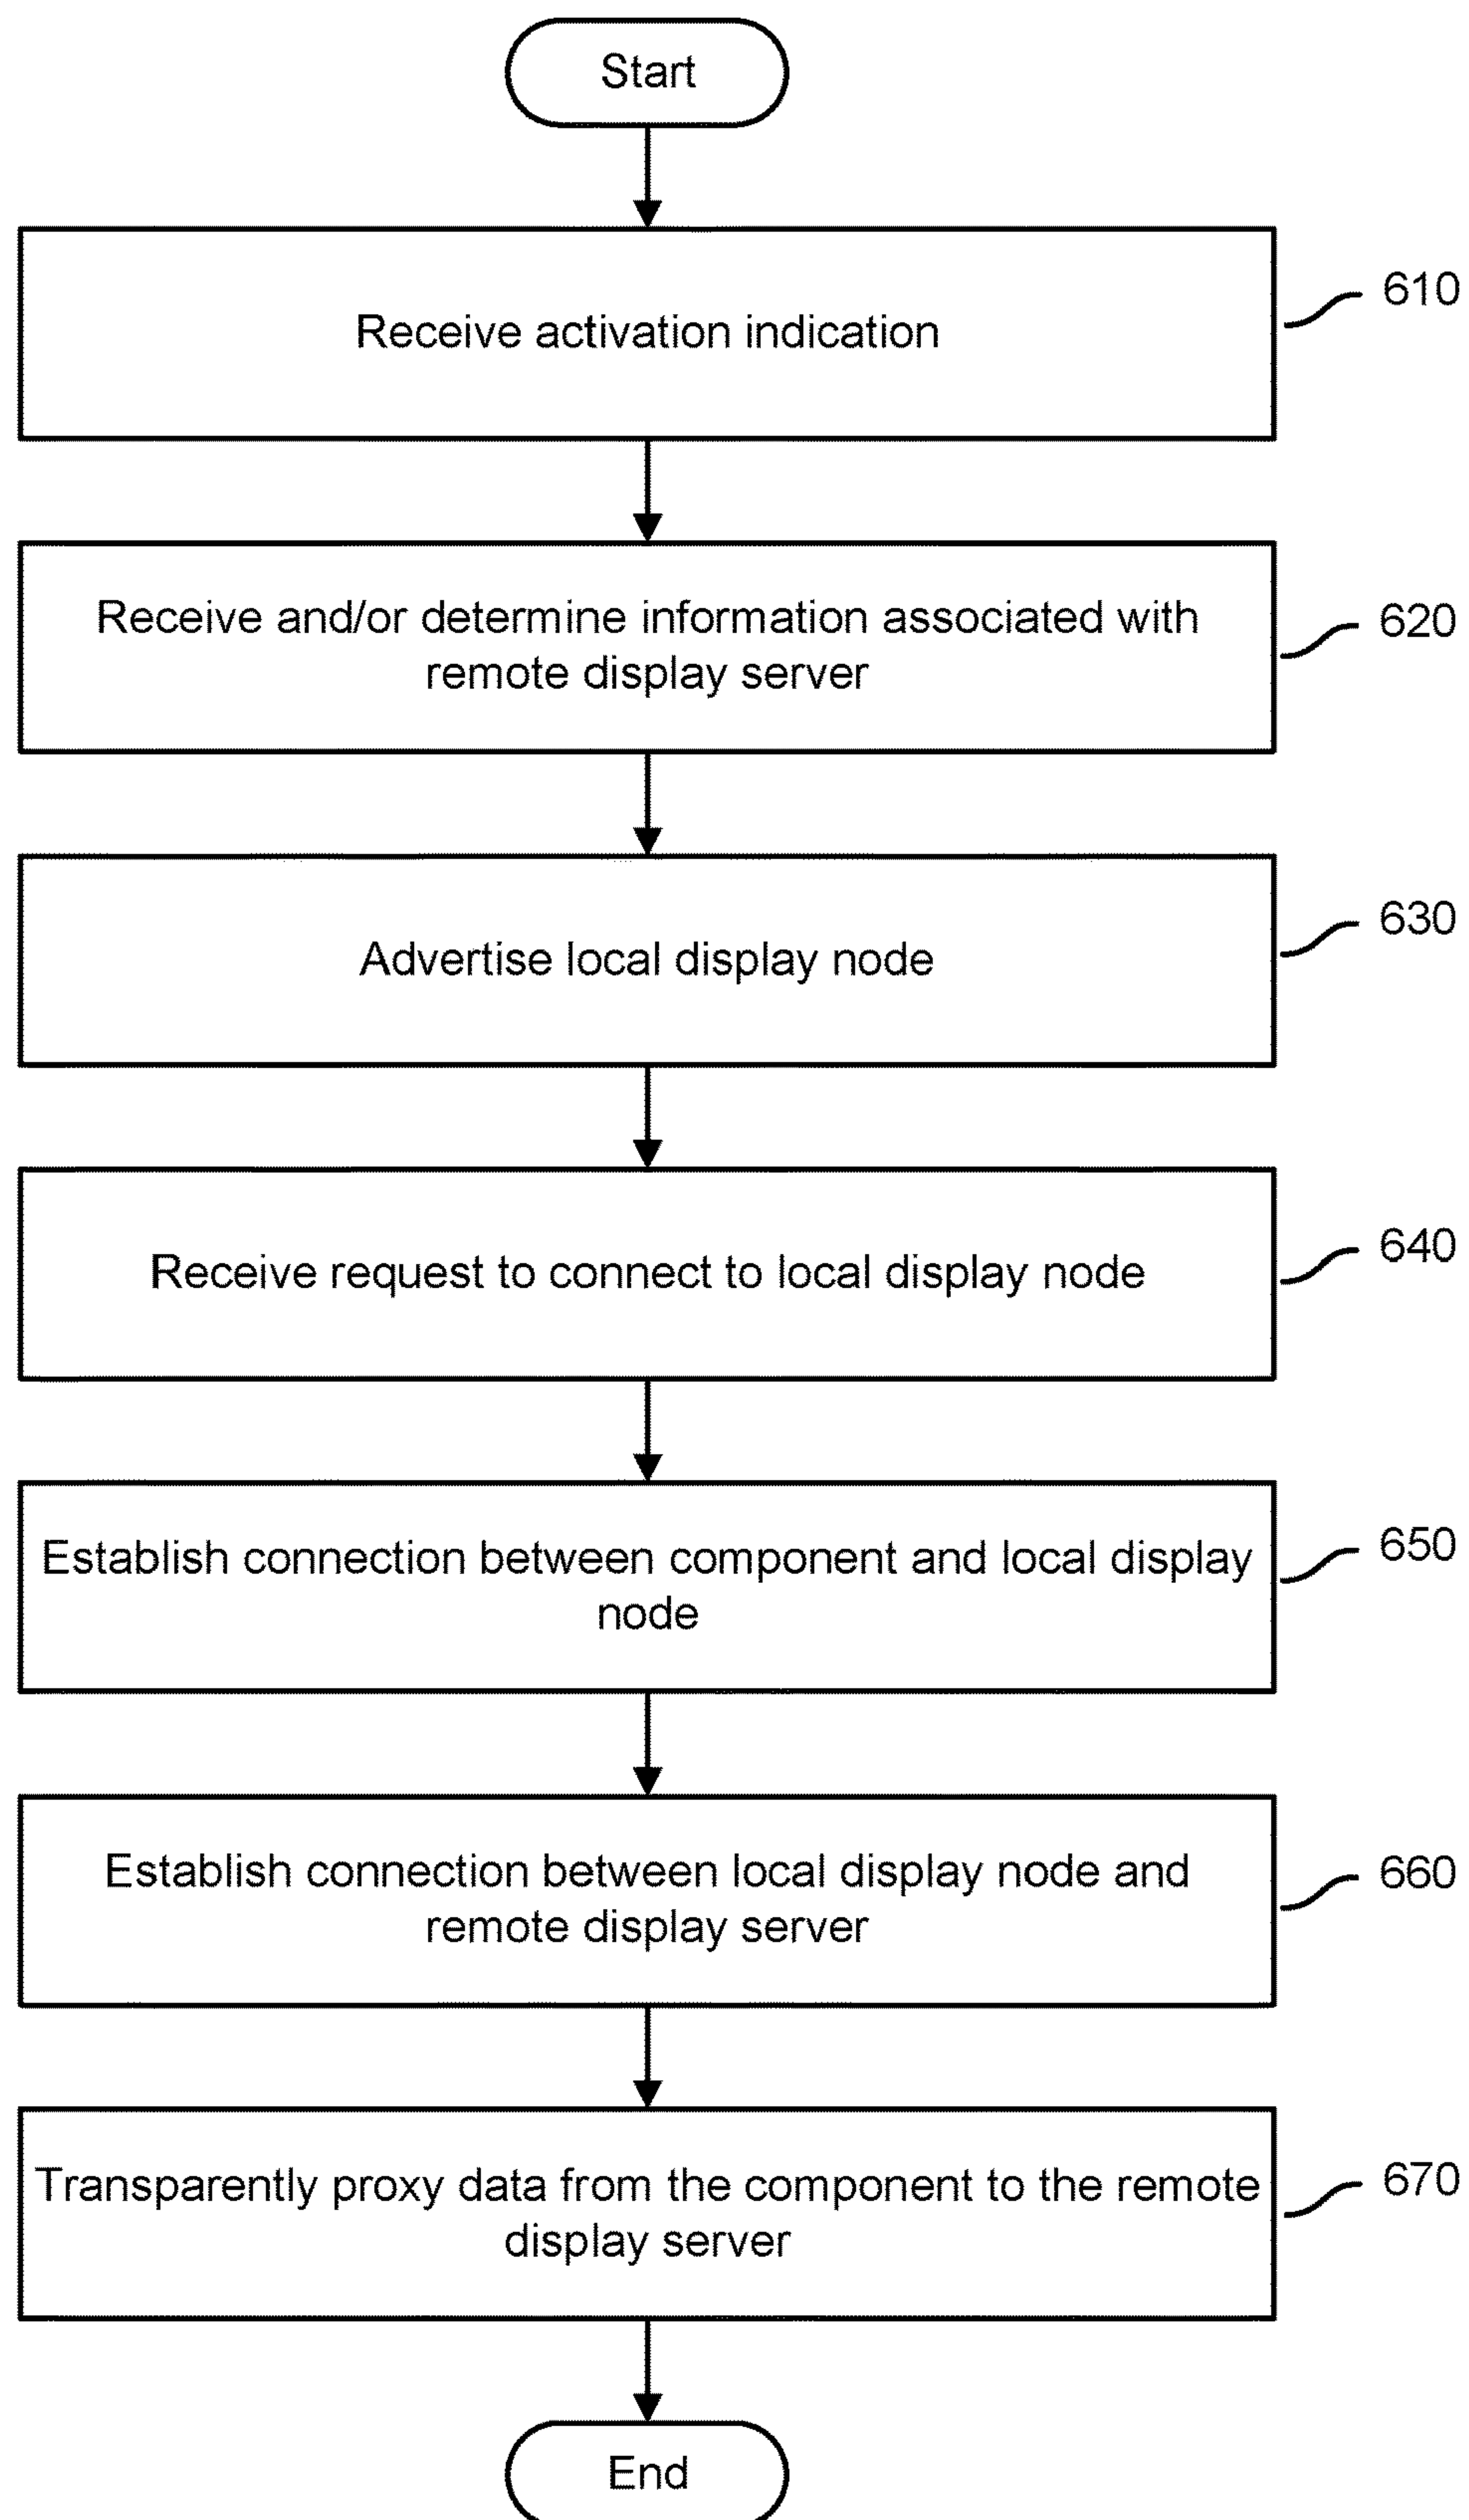 Start
Receive activation indication
610
Receive and/or determine information associated with
remote display server
620
Advertise local display node
630
Receive request to connect to local display node
640
Establish connection between component and local display
node
650
Establish connection between local display node and
remote display server
660
Transparently proxy data from the component to the remote
display server
670
End